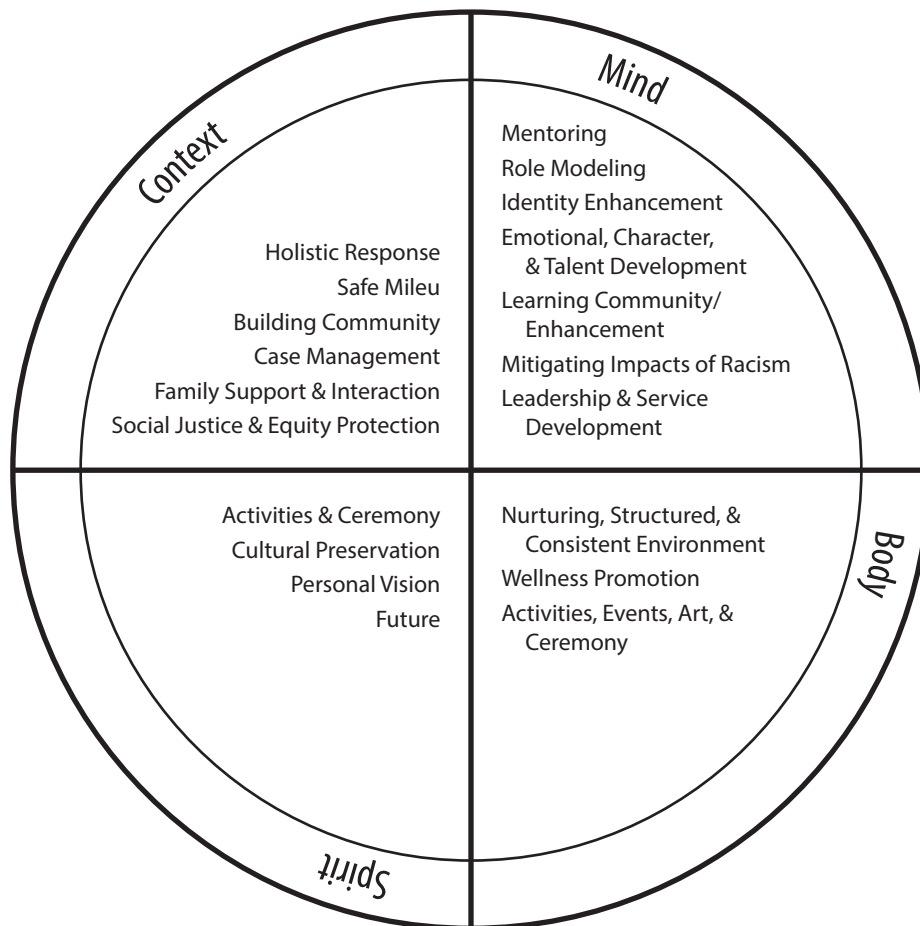 Context
Holistic Response
Safe Mileu
Building Community
Case Management
Family Support & Interaction
Social Justice & Equity Protection
Mind
Mentoring
Role Modeling
Identity Enhancement
Emotional, Character,
& Talent Development
Learning Community/
Enhancement
Mitigating Impacts of Racism
Leadership & Service
Development
Activities & Ceremony
Cultural Preservation
Personal Vision
Future
Spirit
Nurturing, Structured, &
Consistent Environment
Wellness Promotion
Activities, Events, Art, &
Ceremony
Body